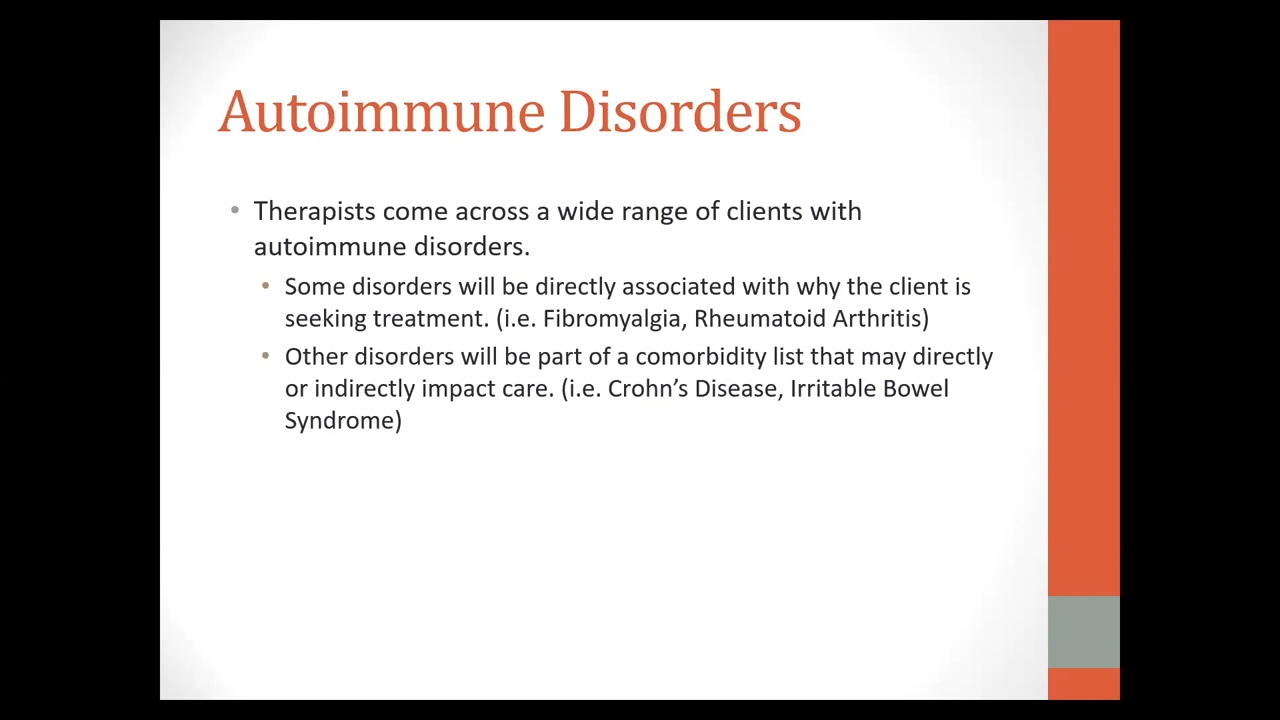 Autoimmune Disorders
• Therapists come across a wide range of clients with
autoimmune disorders.
• Some disorders will be directly associated with why the client is
seeking treatment. (i.e. Fibromyalgia, Rheumatoid Arthritis)
• Other disorders will be part of a comorbidity list that may directly
or indirectly impact care. (i.e. Crohn’s Disease, Irritable Bowel
Syndrome)